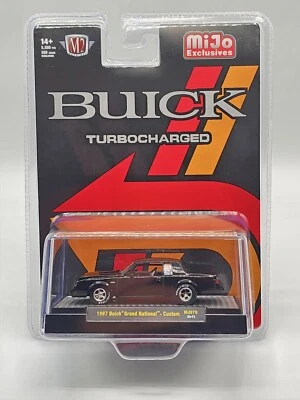 14+
M2
MiJo
Exclusives
BUICK
TURBOCHARGED
1987 Buick Grand National - Custom